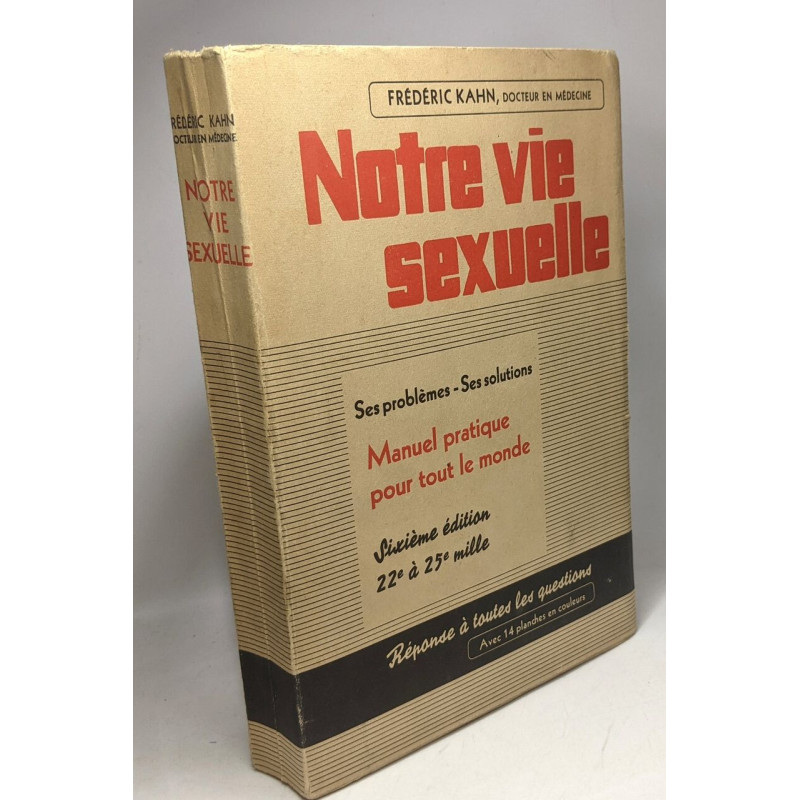 FRÉDÉRIC KAHN
DOCTEUR EN MÉDECINE
NOTRE
VIE
SEXUELLE
FRÉDÉRIC KAHN, DOCTEUR EN MÉDECINE
Notre vie
sexuelle
Ses problèmes - Ses solutions
Manuel pratique
pour tout le monde
Sixième édition
22e à 25e mille
Réponse à toutes les questions
Avec 14 planches en couleurs